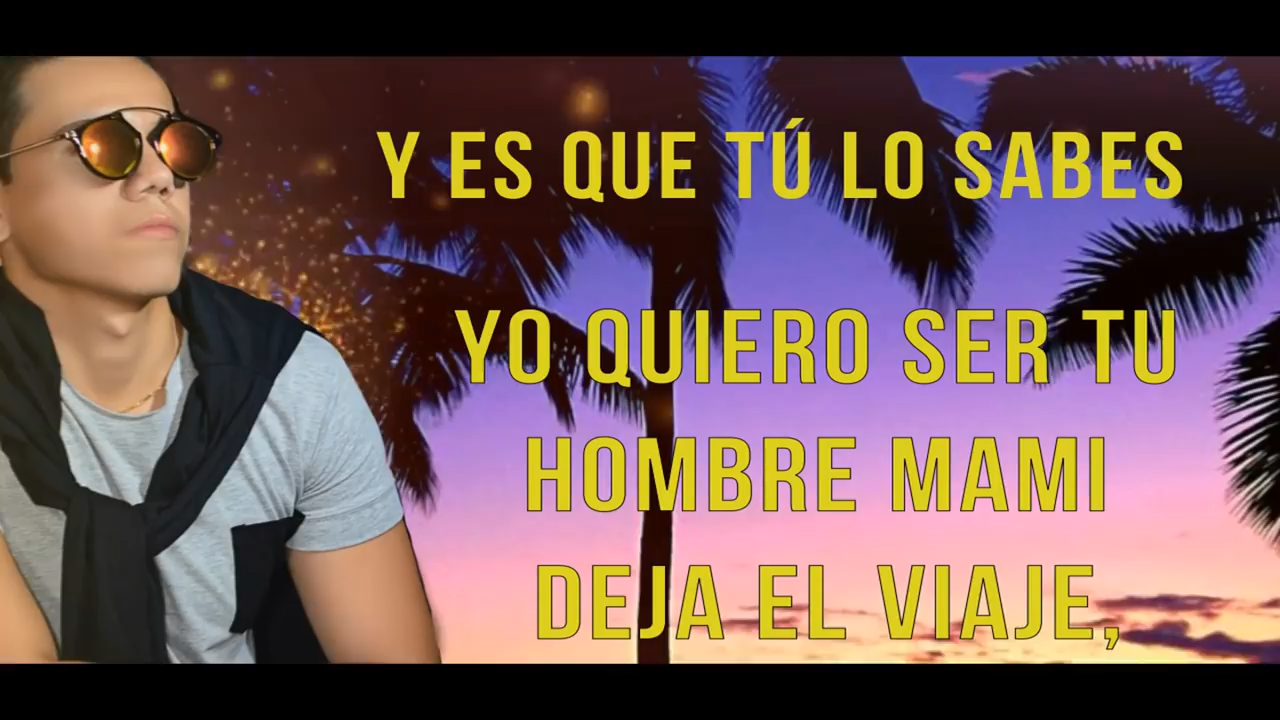 Y ES QUE TÚ LO SABES
YO QUIERO SER TU
HOMBRE MAMI
DEJA EL VIAJE,